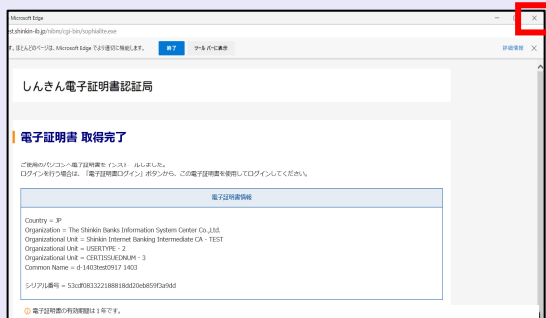 Microsoft Edge
est.shinkin-ib.jp/nibm/cgi-bin/sophialite.exe
す。ほとんどのページは、Microsoft Edge でより適切に機能します。 終了 ツール バーに表示 詳細情報
しんきん電子証明書認証局
電子証明書 取得完了
ご使用のパソコンへ電子証明書をインストールしました。
ログインを行う場合は、「電子証明書ログイン」ボタンから、この電子証明書を使用してログインしてください。
電子証明書情報
Country = JP
Organization = The Shinkin Banks Information System Center Co.,Ltd.
Organizational Unit = Shinkin Internet Banking Intermediate CA - TEST
Organizational Unit = USERTYPE - 2
Organizational Unit = CERTISSUEDNUM - 3
Common Name = d-1403test0917 1403
シリアル番号 = 53cdf083322188818dd20eb859f3a9dd
電子証明書の有効期間は1年です。